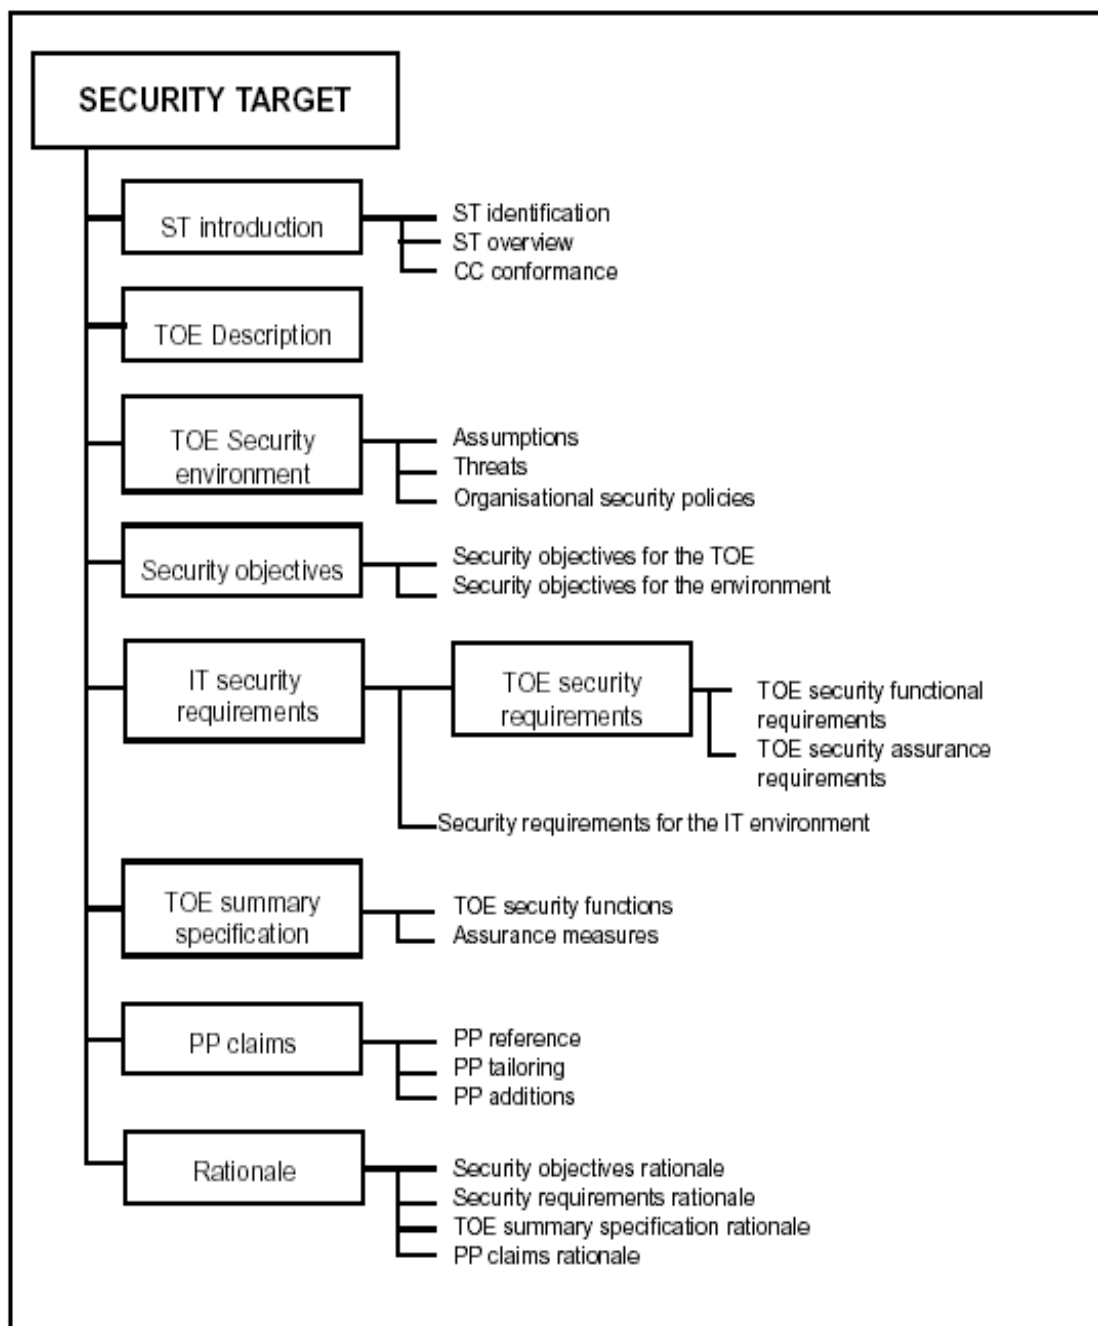 SECURITY TARGET
ST introduction
ST identification
ST overview
CC conformance
TOE Description
TOE Security
environment
Assumptions
Threats
Organisational security policies
Security objectives
Security objectives for the TOE
Security objectives for the environment
IT security
requirements
TOE security
requirements
TOE security functional
requirements
TOE security assurance
requirements
Security requirements for the IT environment
TOE summary
specification
TOE security functions
Assurance measures
PP claims
PP reference
PP tailoring
PP additions
Rationale
Security objectives rationale
Security requirements rationale
TOE summary specification rationale
PP claims rationale